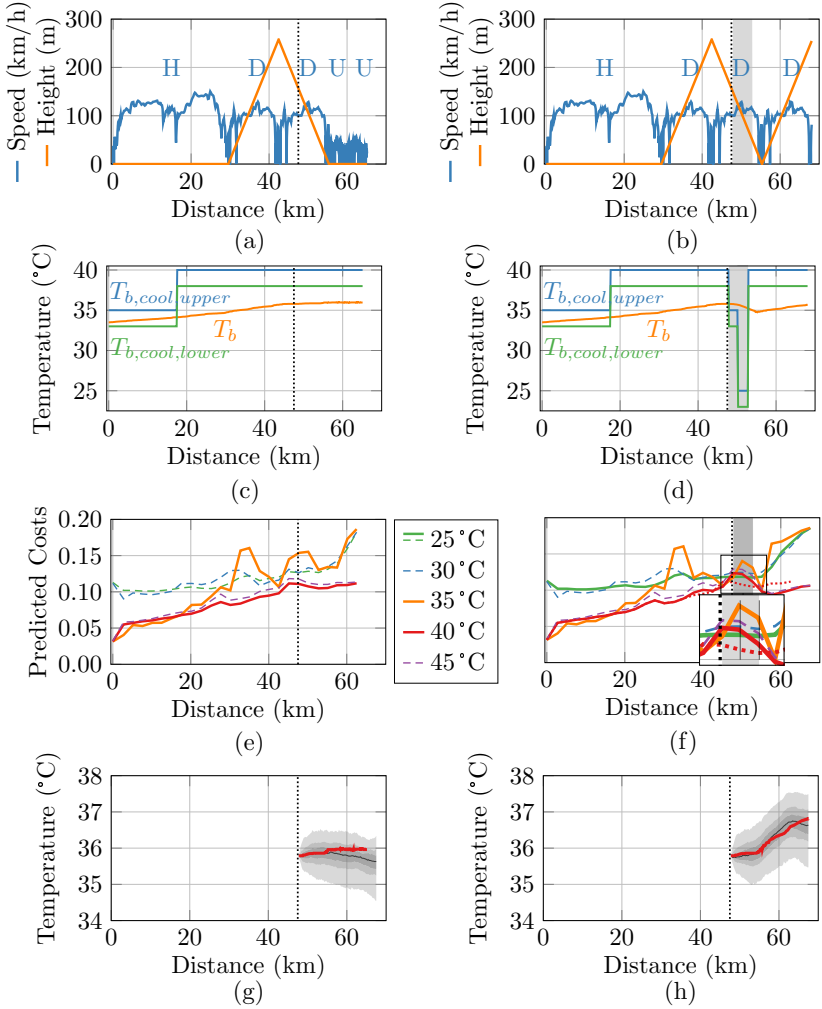 Speed (km/h)
Height (m)
300
200
100
0
H
D
D
U
U
0
20
40
60
Distance (km)
(a)
Speed (km/h)
Height (m)
300
200
100
0
H
D
D
D
0
20
40
60
Distance (km)
(b)
Temperature (°C)
40
35
30
25
T_{b,cool,upper}
T_b
T_{b,cool,lower}
0
20
40
60
Distance (km)
(c)
Temperature (°C)
40
35
30
25
T_{b,cool,upper}
T_b
T_{b,cool,lower}
0
20
40
60
Distance (km)
(d)
Predicted Costs
0.20
0.15
0.10
0.05
0.00
0
20
40
60
Distance (km)
(e)
25°C
30°C
35°C
40°C
45°C
0
20
40
60
Distance (km)
(f)
Temperature (°C)
38
37
36
35
34
0
20
40
60
Distance (km)
(g)
Temperature (°C)
38
37
36
35
34
0
20
40
60
Distance (km)
(h)